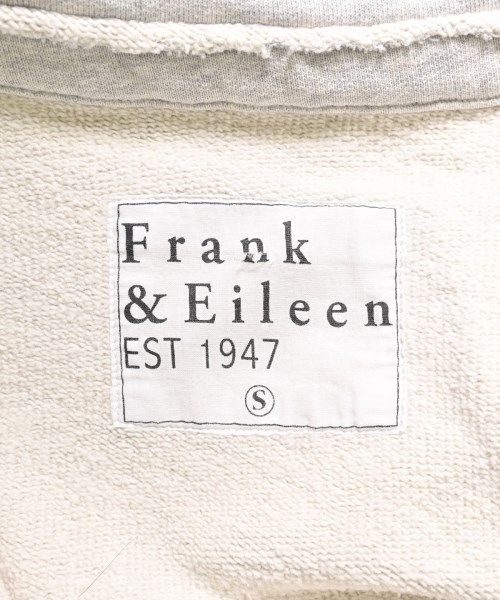 Frank
& Eileen
EST 1947
S